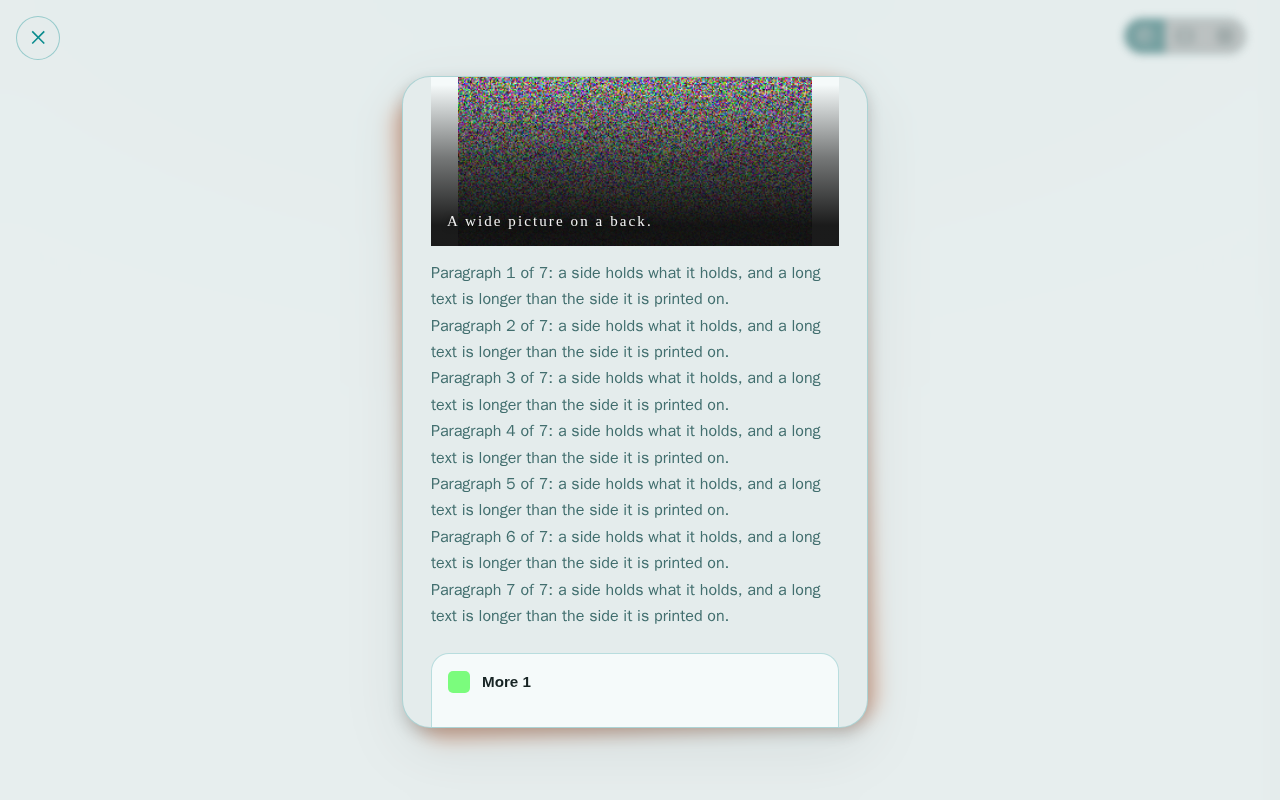 A wide picture on a back.
Paragraph 1 of 7: a side holds what it holds, and a long
text is longer than the side it is printed on.
Paragraph 2 of 7: a side holds what it holds, and a long
text is longer than the side it is printed on.
Paragraph 3 of 7: a side holds what it holds, and a long
text is longer than the side it is printed on.
Paragraph 4 of 7: a side holds what it holds, and a long
text is longer than the side it is printed on.
Paragraph 5 of 7: a side holds what it holds, and a long
text is longer than the side it is printed on.
Paragraph 6 of 7: a side holds what it holds, and a long
text is longer than the side it is printed on.
Paragraph 7 of 7: a side holds what it holds, and a long
text is longer than the side it is printed on.
More 1